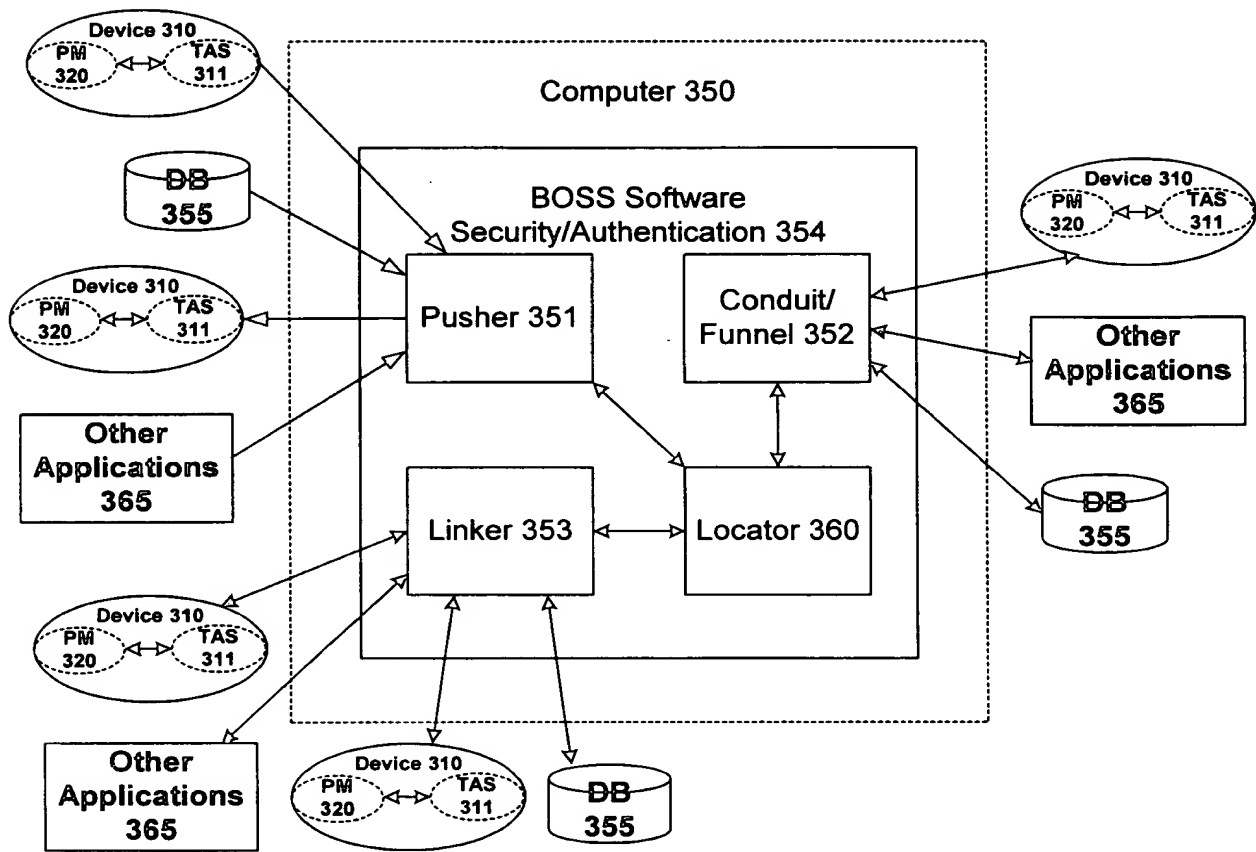 Device 310
PM
320
TAS
311
DB
355
Device 310
PM
320
TAS
311
Other
Applications
365
Computer 350
BOSS Software
Security/Authentication 354
Pusher 351
Conduit/
Funnel 352
Linker 353
Locator 360
Device 310
PM
320
TAS
311
Other
Applications
365
DB
355
Device 310
PM
320
TAS
311
Other
Applications
365
Device 310
PM
320
TAS
311
DB
355